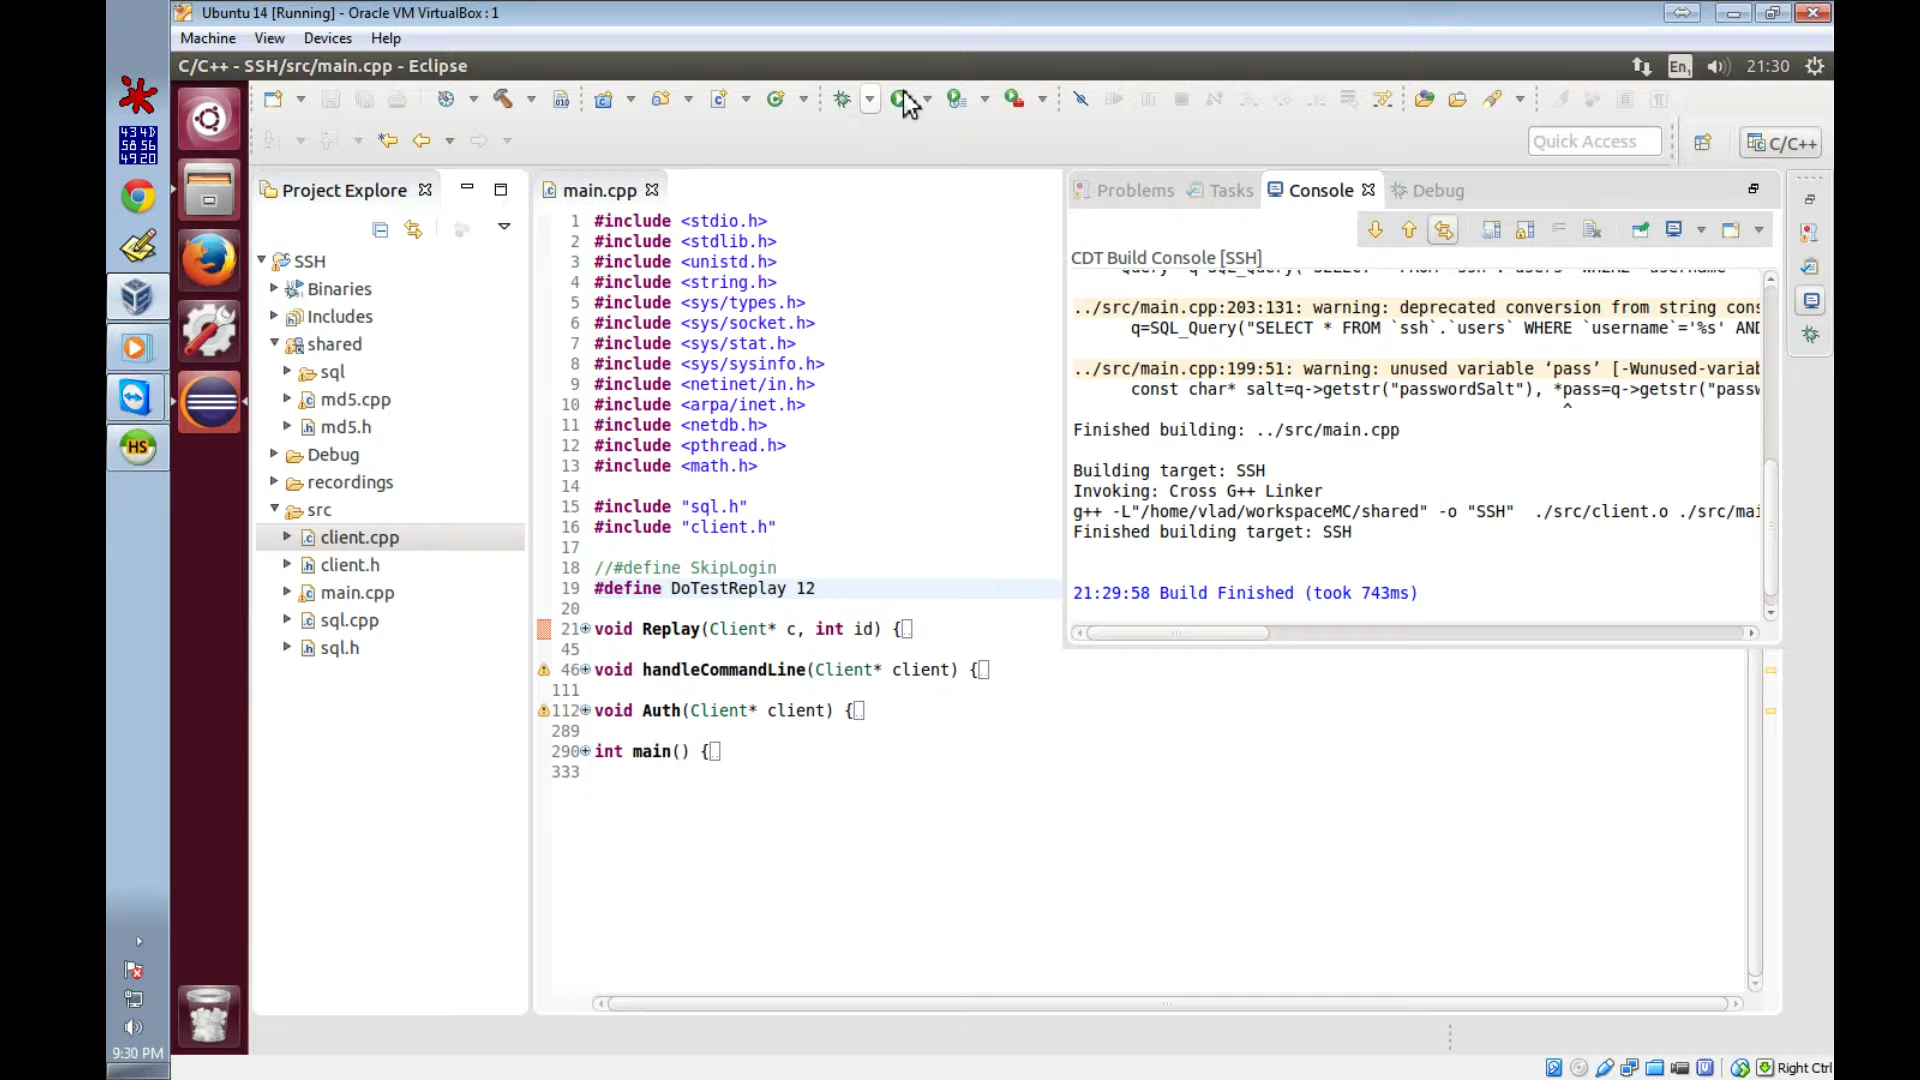 Ubuntu 14 [Running] - Oracle VM VirtualBox : 1
Machine View Devices Help
C/C++ - SSH/src/main.cpp - Eclipse
En1 21:30
434D
5856
4920
010
Quick Access
C/C++
Project Explore
main.cpp
Problems Tasks Console Debug
CDT Build Console [SSH]
SSH
Binaries
Includes
shared
sql
md5.cpp
md5.h
Debug
recordings
src
client.cpp
client.h
main.cpp
sql.cpp
sql.h
1 #include <stdio.h>
2 #include <stdlib.h>
3 #include <unistd.h>
4 #include <string.h>
5 #include <sys/types.h>
6 #include <sys/socket.h>
7 #include <sys/stat.h>
8 #include <sys/sysinfo.h>
9 #include <netinet/in.h>
10 #include <arpa/inet.h>
11 #include <netdb.h>
12 #include <pthread.h>
13 #include <math.h>
14
15 #include "sql.h"
16 #include "client.h"
17
18 //#define SkipLogin
19 #define DoTestReplay 12
20
21 void Replay(Client* c, int id) {
45
46 void handleCommandLine(Client* client) {
111
112 void Auth(Client* client) {
289
290 int main() {
333
../src/main.cpp:203:131: warning: deprecated conversion from string cons
q=SQL_Query("SELECT * FROM `ssh`.`users` WHERE `username`='%s' AND
../src/main.cpp:199:51: warning: unused variable ‘pass’ [-Wunused-variab
const char* salt=q->getstr("passwordSalt"), *pass=q->getstr("passw
^
Finished building: ../src/main.cpp
Building target: SSH
Invoking: Cross G++ Linker
g++ -L"/home/vlad/workspaceMC/shared" -o "SSH" ./src/client.o ./src/mai
Finished building target: SSH
21:29:58 Build Finished (took 743ms)
HS
9:30 PM
Right Ctrl